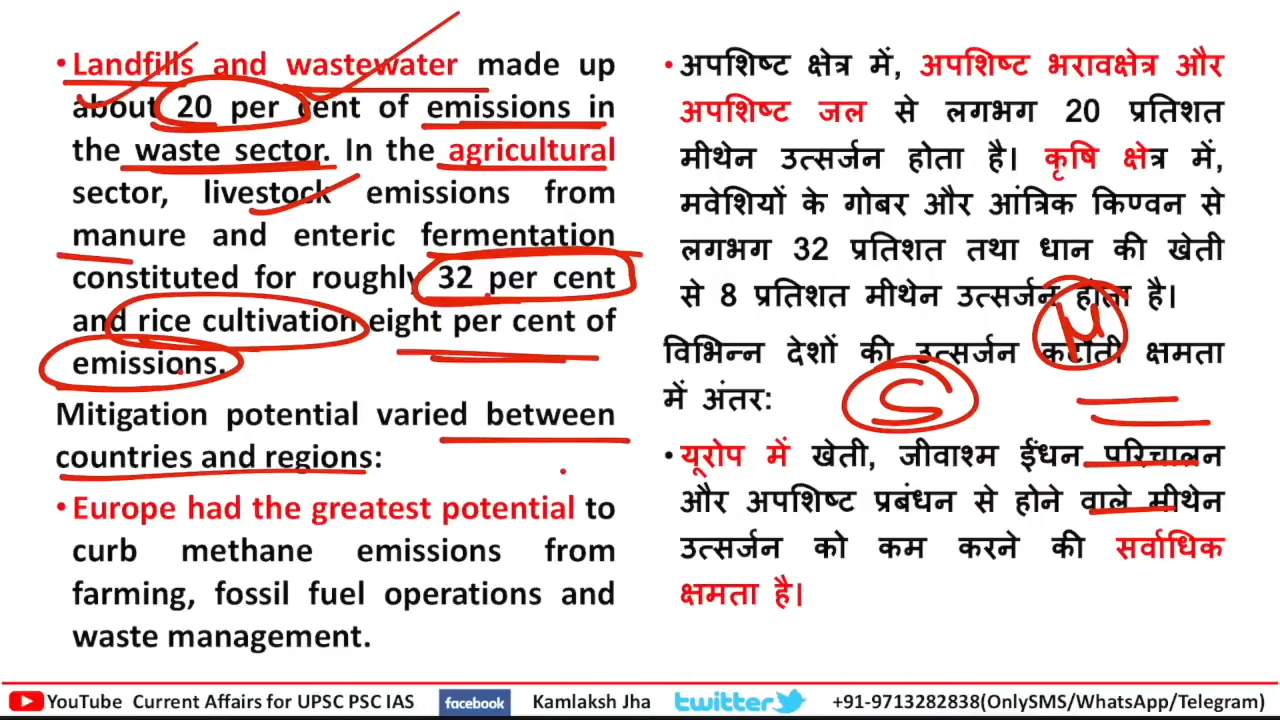 •Landfills and wastewater made up
about 20 per cent of emissions in
the waste sector. In the agricultural
sector, livestock emissions from
manure and enteric fermentation
constituted for roughly 32 per cent
and rice cultivation eight per cent of
emissions.
Mitigation potential varied between
countries and regions:
•Europe had the greatest potential to
curb methane emissions from
farming, fossil fuel operations and
waste management.
•अपशिष्ट क्षेत्र में, अपशिष्ट भरावक्षेत्र और
अपशिष्ट जल से लगभग 20 प्रतिशत
मीथेन उत्सर्जन होता है। कृषि क्षेत्र में,
मवेशियों के गोबर और आंत्रिक किण्वन से
लगभग 32 प्रतिशत तथा धान की खेती
से 8 प्रतिशत मीथेन उत्सर्जन होता है।
विभिन्न देशों की उत्सर्जन कटौती क्षमता
में अंतर:
•यूरोप में खेती, जीवाश्म ईंधन परिचालन
और अपशिष्ट प्रबंधन से होने वाले मीथेन
उत्सर्जन को कम करने की सर्वाधिक
क्षमता है।
M
S
YouTube Current Affairs for UPSC PSC IAS facebook Kamlaksh Jha twitter +91-9713282838(OnlySMS/WhatsApp/Telegram)